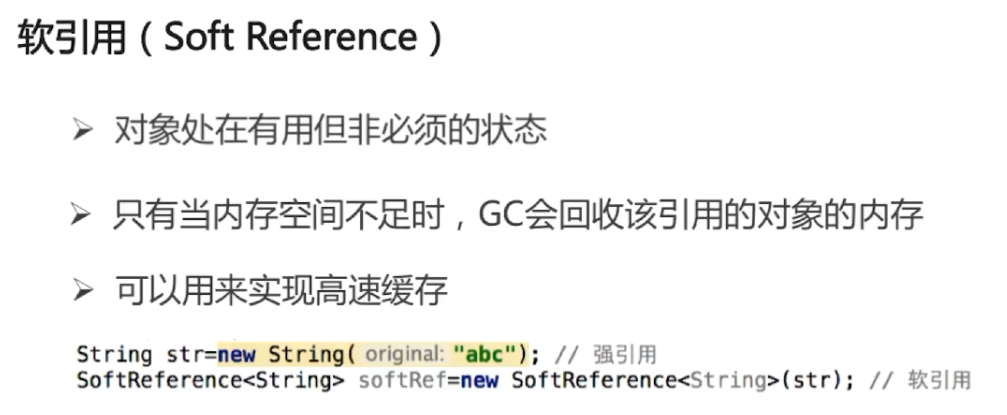 软引用（Soft Reference）
➢ 对象处在有用但非必须的状态
➢ 只有当内存空间不足时，GC会回收该引用的对象的内存
➢ 可以用来实现高速缓存
String str=new String( original: "abc"); // 强引用
SoftReference<String> softRef=new SoftReference<String>(str); // 软引用